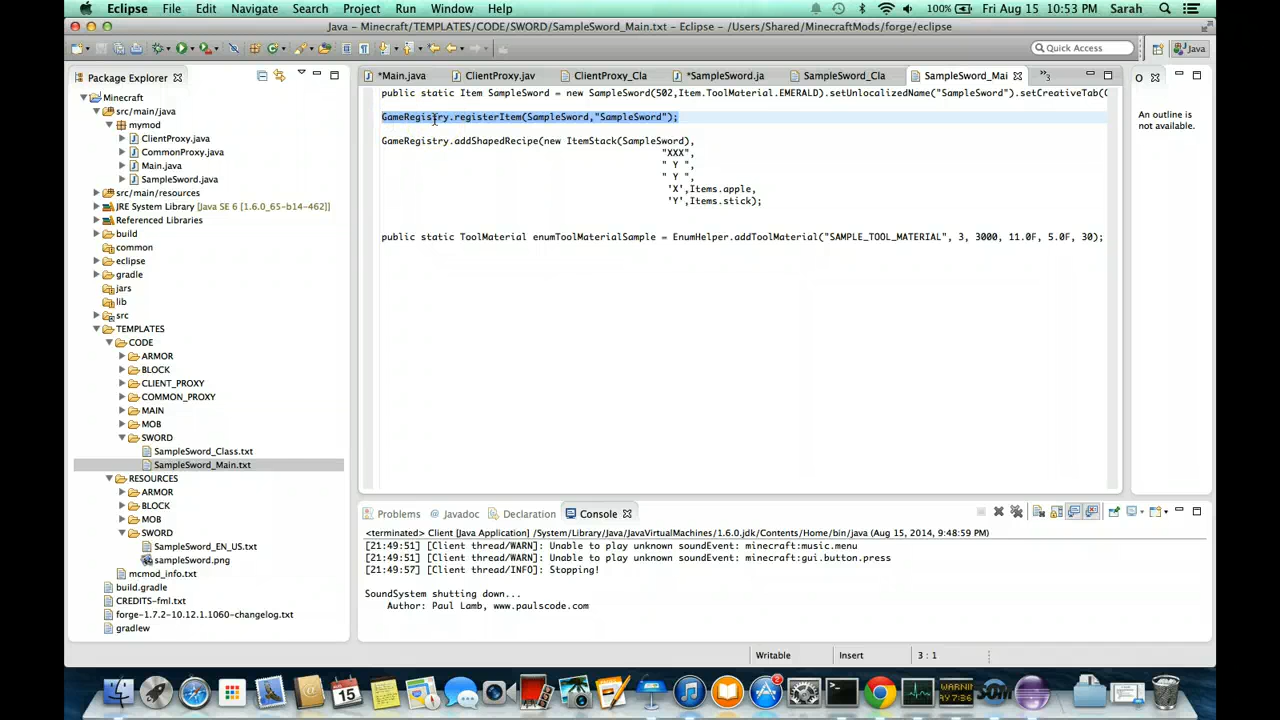 Eclipse File Edit Navigate Search Project Run Window Help 100% Fri Aug 15 10:53 PM Sarah
Java – Minecraft/TEMPLATES/CODE/SWORD/SampleSword_Main.txt – Eclipse – /Users/Shared/MinecraftMods/forge/eclipse
Quick Access Java
Package Explorer
*Main.java ClientProxy.jav ClientProxy_Cla *SampleSword.ja SampleSword_Cla SampleSword_Mai »3 O
Minecraft
src/main/java
mymod
ClientProxy.java
CommonProxy.java
Main.java
SampleSword.java
src/main/resources
JRE System Library [Java SE 6 [1.6.0_65-b14-462]]
Referenced Libraries
build
common
eclipse
gradle
jars
lib
src
TEMPLATES
CODE
ARMOR
BLOCK
CLIENT_PROXY
COMMON_PROXY
MAIN
MOB
SWORD
SampleSword_Class.txt
SampleSword_Main.txt
RESOURCES
ARMOR
BLOCK
MOB
SWORD
SampleSword_EN_US.txt
sampleSword.png
mcmod_info.txt
build.gradle
CREDITS-fml.txt
forge-1.7.2-10.12.1.1060-changelog.txt
gradlew
public static Item SampleSword = new SampleSword(502,Item.ToolMaterial.EMERALD).setUnlocalizedName("SampleSword").setCreativeTab(C
GameRegistry.registerItem(SampleSword,"SampleSword");
GameRegistry.addShapedRecipe(new ItemStack(SampleSword),
"XXX",
" Y ",
" Y ",
'X',Items.apple,
'Y',Items.stick);
public static ToolMaterial enumToolMaterialSample = EnumHelper.addToolMaterial("SAMPLE_TOOL_MATERIAL", 3, 3000, 11.0F, 5.0F, 30);
An outline is
not available.
Problems Javadoc Declaration Console
<terminated> Client [Java Application] /System/Library/Java/JavaVirtualMachines/1.6.0.jdk/Contents/Home/bin/java (Aug 15, 2014, 9:48:59 PM)
[21:49:51] [Client thread/WARN]: Unable to play unknown soundEvent: minecraft:music.menu
[21:49:51] [Client thread/WARN]: Unable to play unknown soundEvent: minecraft:gui.button.press
[21:49:57] [Client thread/INFO]: Stopping!
SoundSystem shutting down...
Author: Paul Lamb, www.paulscode.com
Writable Insert 3 : 1
15